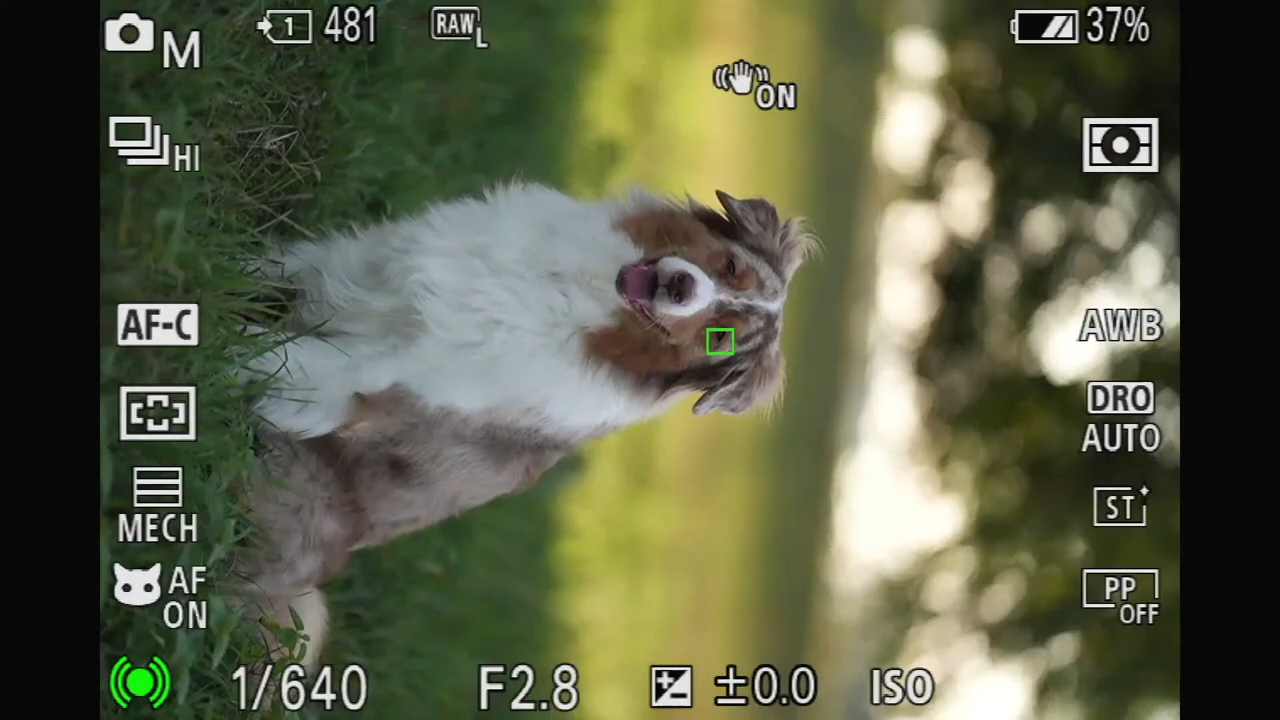 M
1 481
RAW L
37%
ON
HI
AF-C
AWB
DRO
AUTO
MECH
ST
AF
ON
PP
OFF
1/640 F2.8 ±0.0 ISO